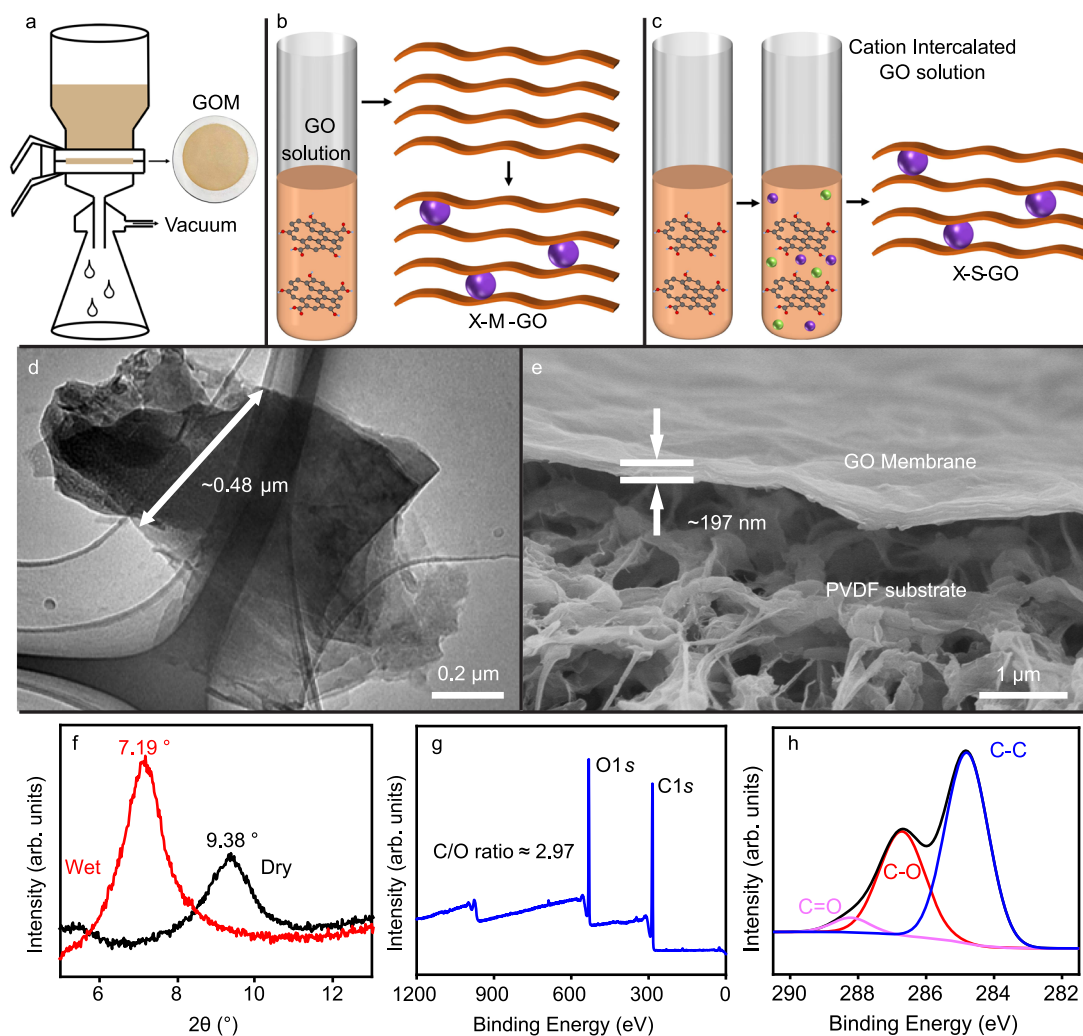 a
GOM
Vacuum
b
GO
solution
X-M -GO
c
Cation Intercalated
GO solution
X-S-GO
d
~0.48 μm
0.2 μm
e
GO Membrane
~197 nm
PVDF substrate
1 μm
f
7.19 °
9.38 °
Wet
Dry
Intensity (arb. units)
6 8 10 12
2θ (°)
g
O1s
C1s
C/O ratio ≈ 2.97
Intensity (arb. units)
1200 900 600 300 0
Binding Energy (eV)
h
C-C
C-O
C=O
Intensity (arb. units)
290 288 286 284 282
Binding Energy (eV)